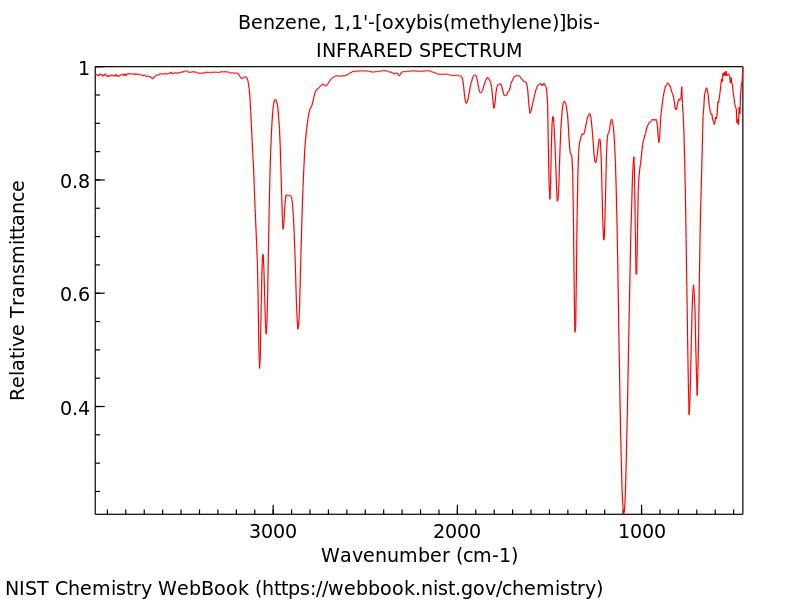 Benzene, 1,1'-[oxybis(methylene)]bis-
INFRARED SPECTRUM
1
0.8
0.6
0.4
Relative Transmittance
3000 2000 1000
Wavenumber (cm-1)
NIST Chemistry WebBook (https://webbook.nist.gov/chemistry)